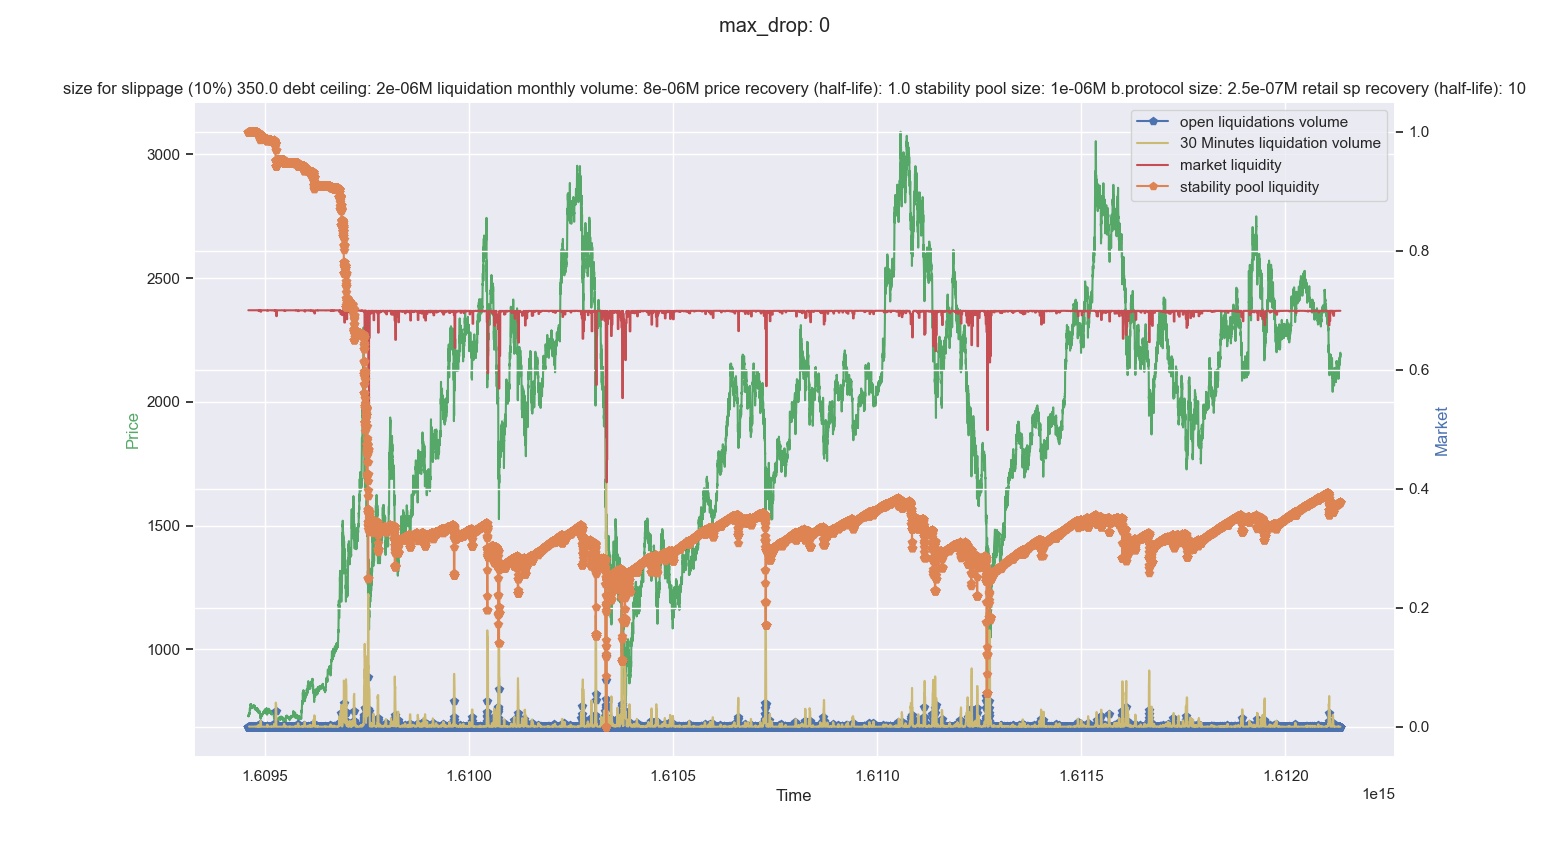 max_drop: 0
size for slippage (10%) 350.0 debt ceiling: 2e-06M liquidation monthly volume: 8e-06M price recovery (half-life): 1.0 stability pool size: 1e-06M b.protocol size: 2.5e-07M retail sp recovery (half-life): 10
open liquidations volume
30 Minutes liquidation volume
market liquidity
stability pool liquidity
3000
2500
2000
1500
1000
Price
1.0
0.8
0.6
0.4
0.2
0.0
Market
1.6095
1.6100
1.6105
1.6110
1.6115
1.6120
Time
1e15